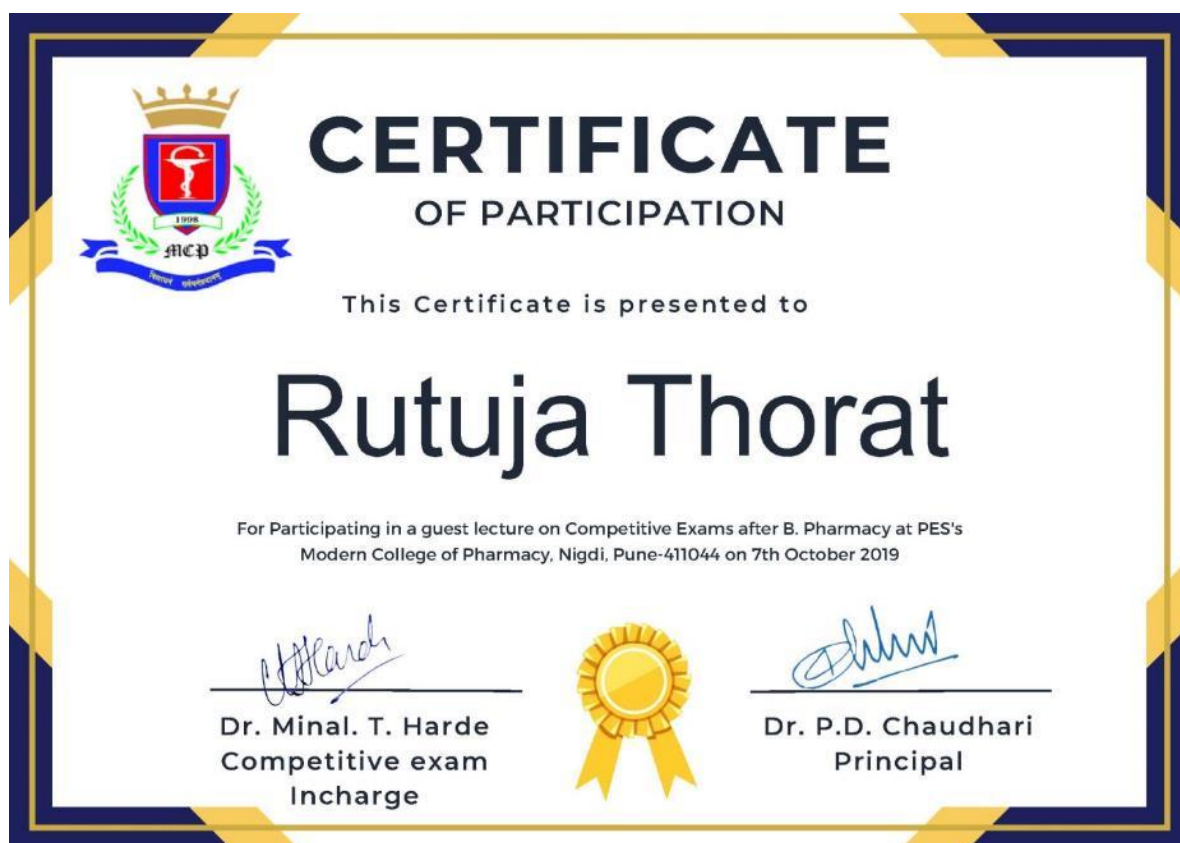 CERTIFICATE
OF PARTICIPATION
1998
MCP
This Certificate is presented to
Rutuja Thorat
For Participating in a guest lecture on Competitive Exams after B. Pharmacy at PES's
Modern College of Pharmacy, Nigdi, Pune-411044 on 7th October 2019
Dr. Minal. T. Harde
Competitive exam
Incharge
Dr. P.D. Chaudhari
Principal